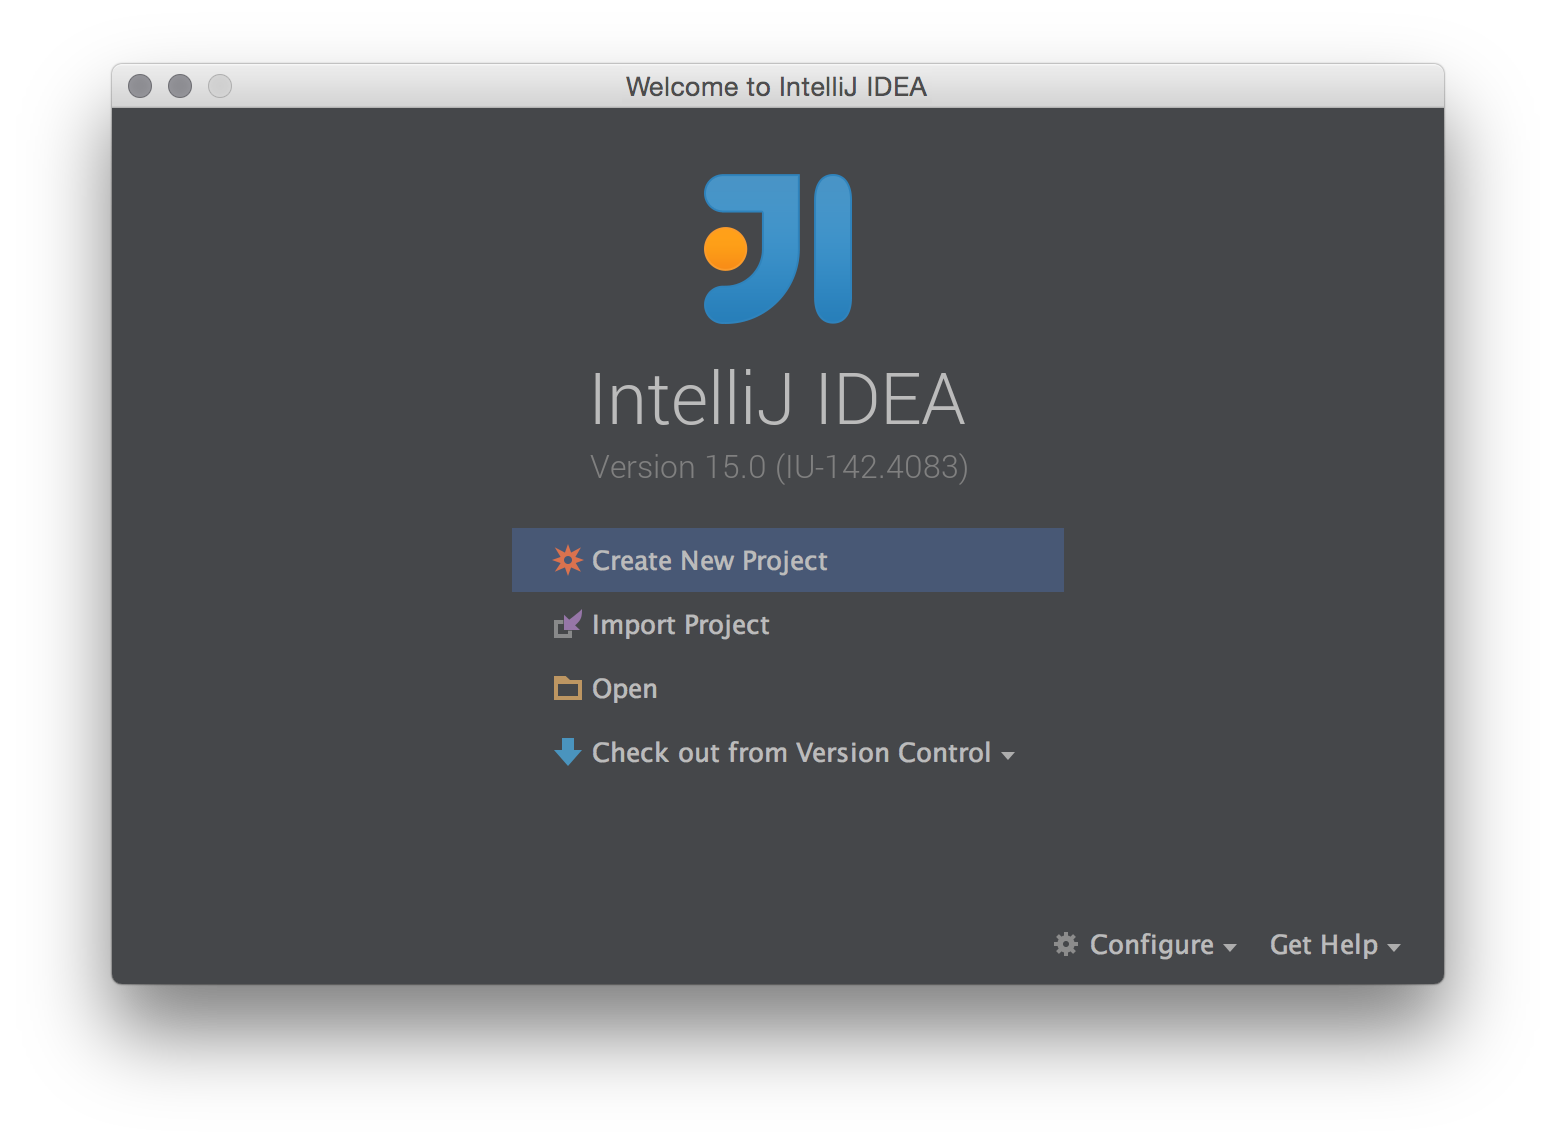 Welcome to IntelliJ IDEA
IntelliJ IDEA
Version 15.0 (IU-142.4083)
Create New Project
Import Project
Open
Check out from Version Control
Configure
Get Help